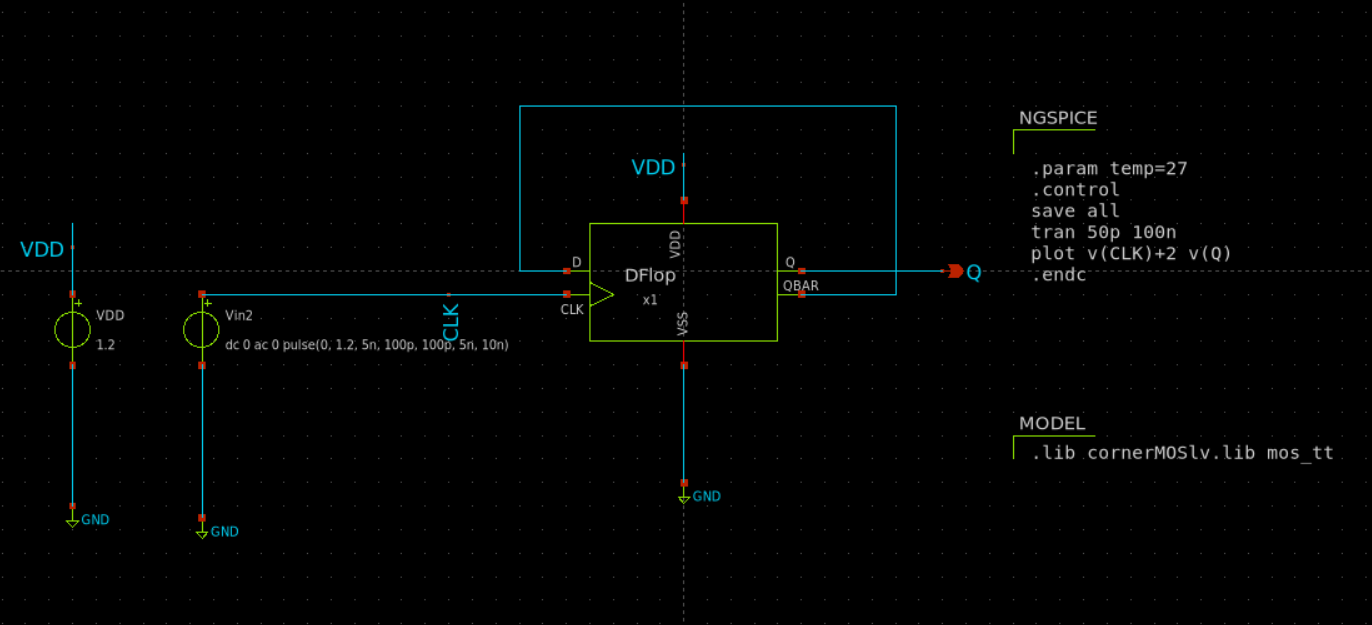 NGSPICE
.param temp=27
.control
save all
tran 50p 100n
plot v(CLK)+2 v(Q)
.endc
VDD
VDD
VDD
D
Q
DFlop
x1
QBAR
CLK
VSS
VDD
1.2
Vin2
dc 0 ac 0 pulse(0, 1.2, 5n, 100p, 100p, 5n, 10n)
CLK
Q
MODEL
.lib cornerMOSlv.lib mos_tt
GND
GND
GND
+
+